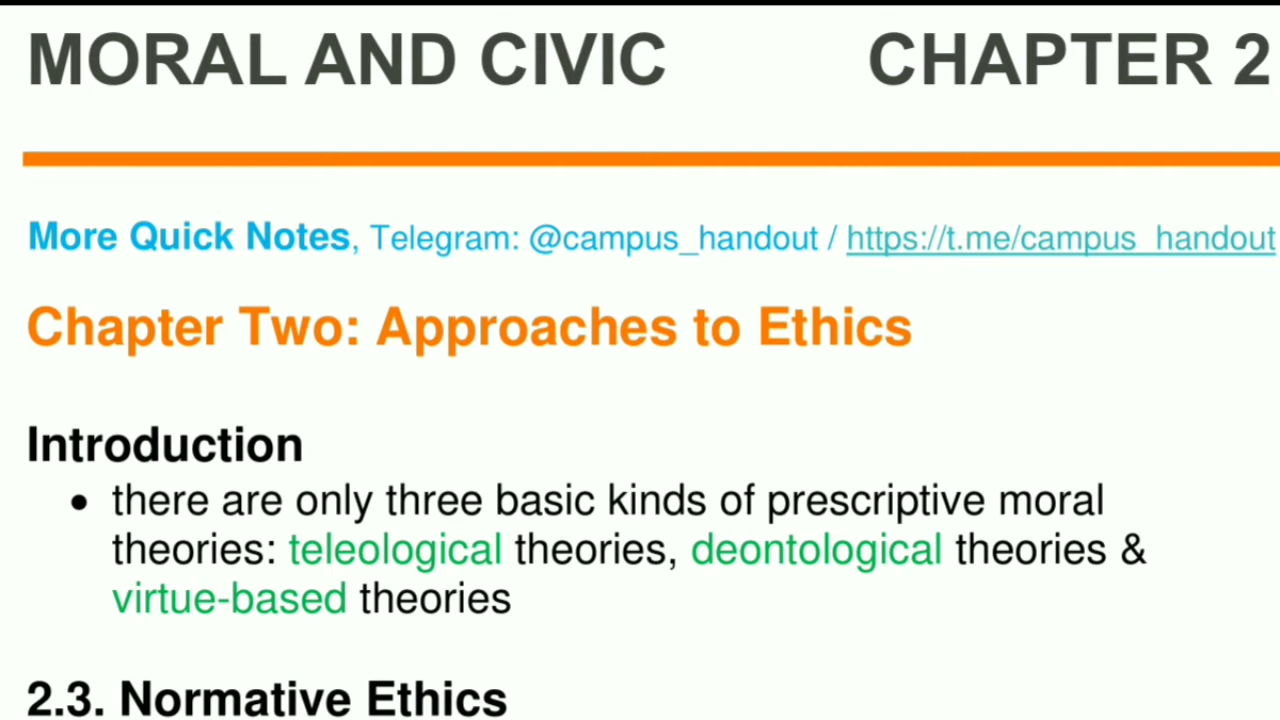 MORAL AND CIVIC CHAPTER 2
More Quick Notes, Telegram: @campus_handout / https://t.me/campus_handout
Chapter Two: Approaches to Ethics
Introduction
• there are only three basic kinds of prescriptive moral
theories: teleological theories, deontological theories &
virtue-based theories
2.3. Normative Ethics